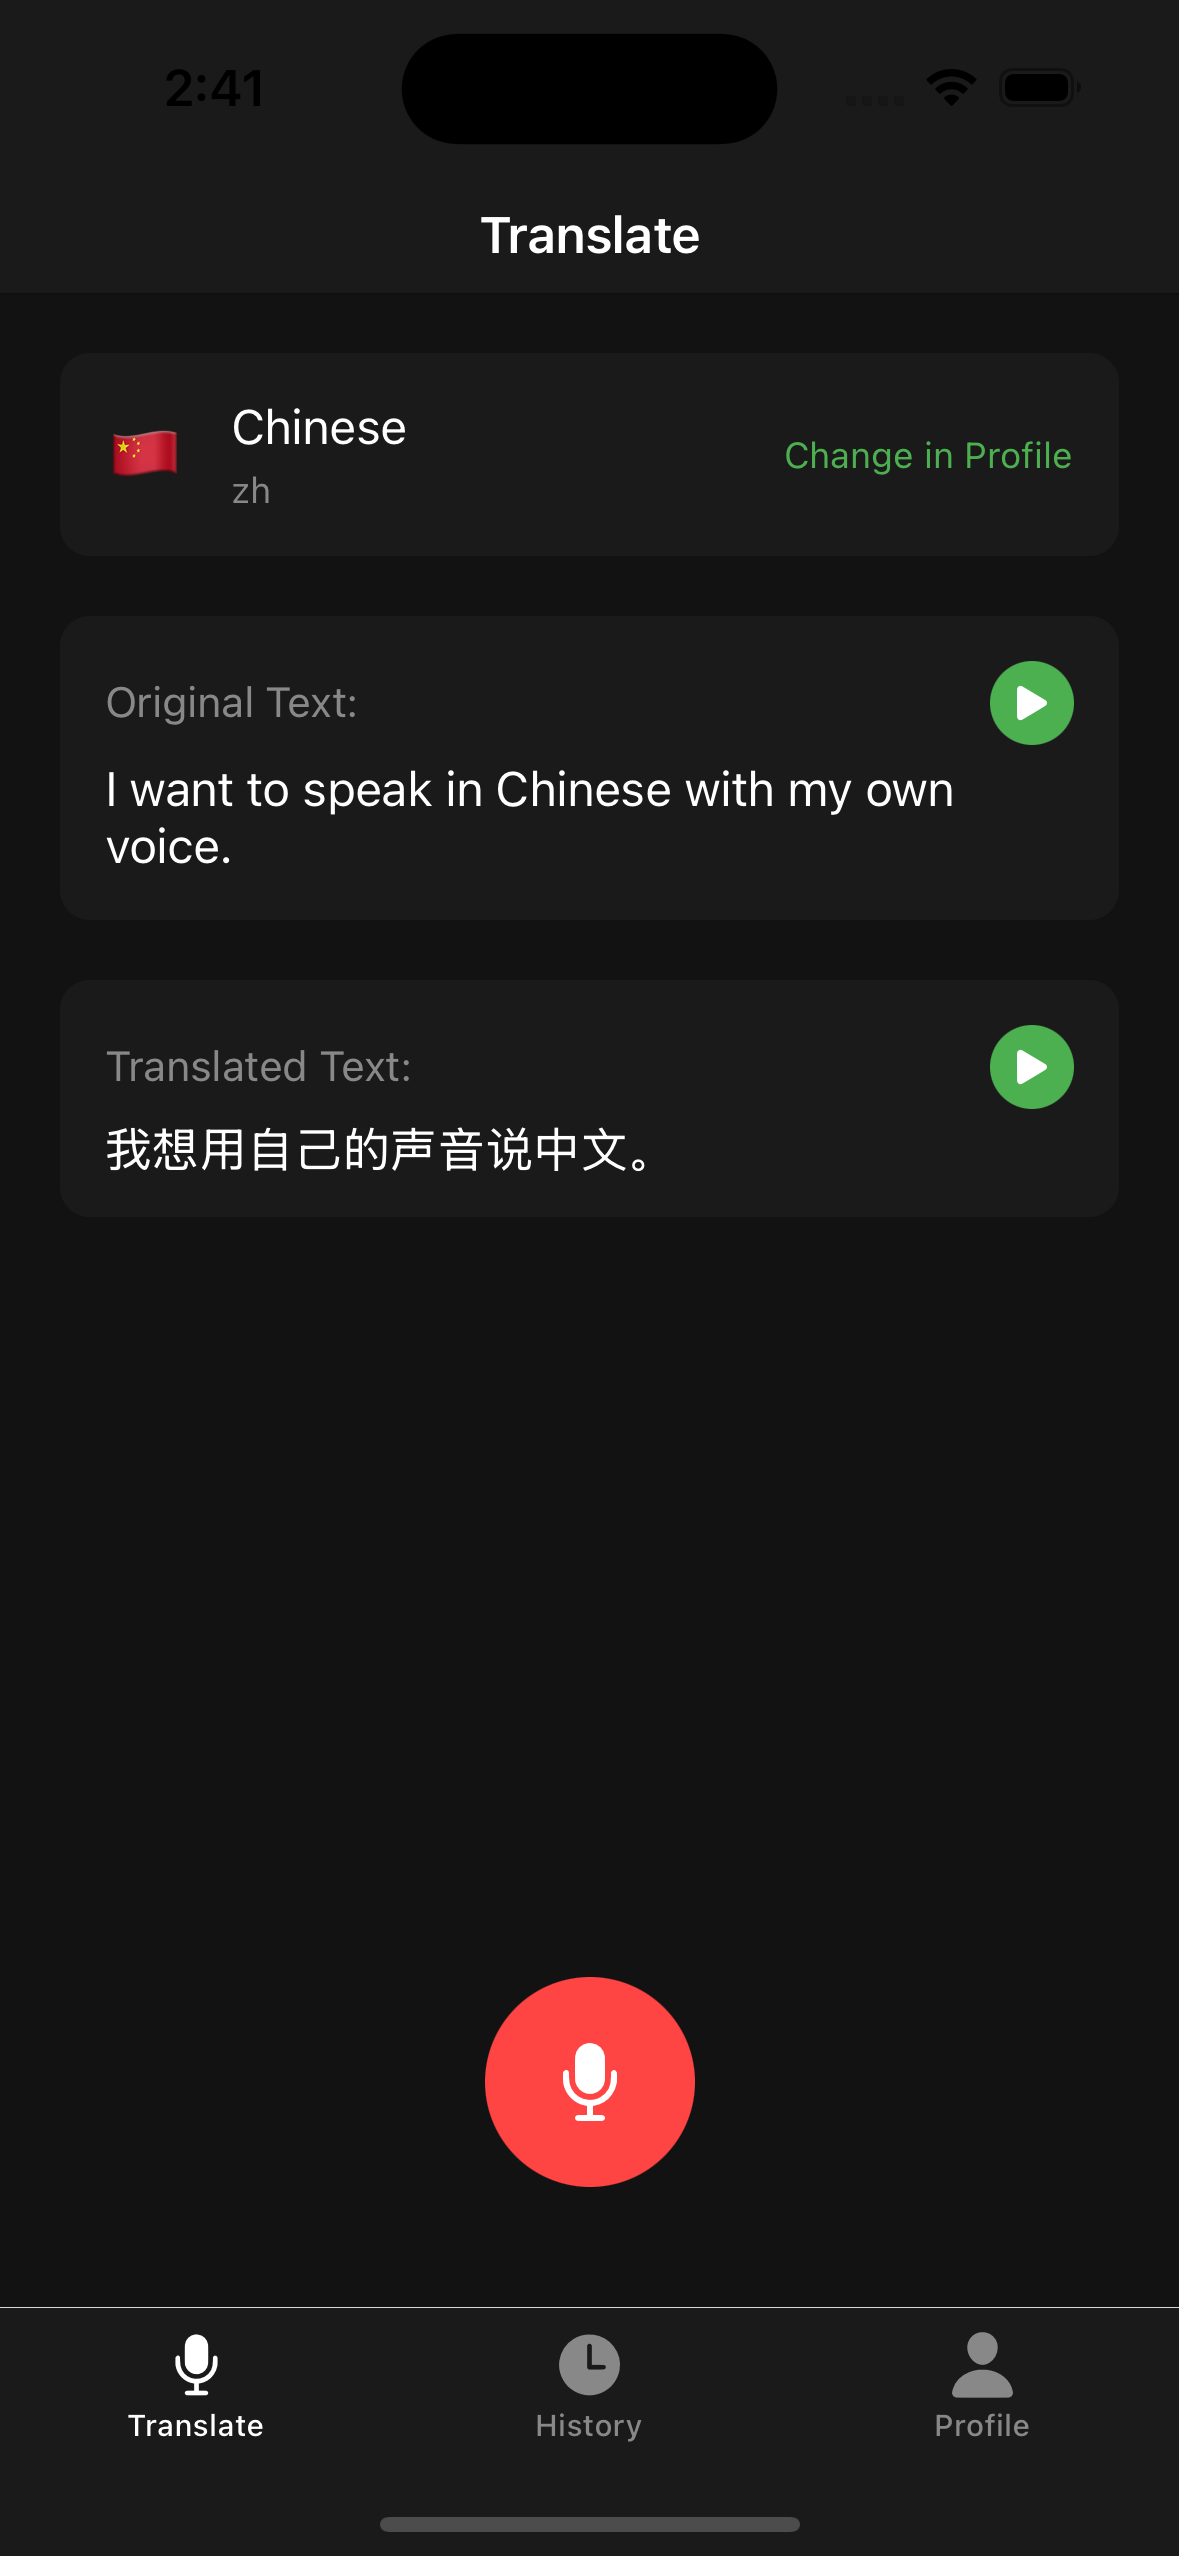 2:41
Translate
Chinese
zh
Change in Profile
Original Text:
I want to speak in Chinese with my own
voice.
Translated Text:
我想用自己的声音说中文。
Translate
History
Profile